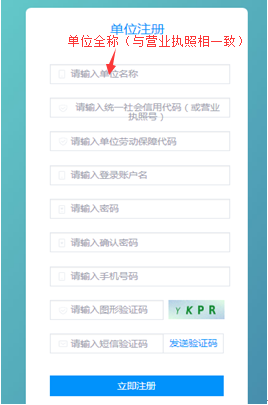 单位注册
单位全称（与营业执照相一致）
请输入单位名称
请输入统一社会信用代码（或营业
执照号）
请输入单位劳动保障代码
请输入登录账户名
请输入密码
请输入确认密码
请输入手机号码
请输入图形验证码
YKPR
请输入短信验证码
发送验证码
立即注册